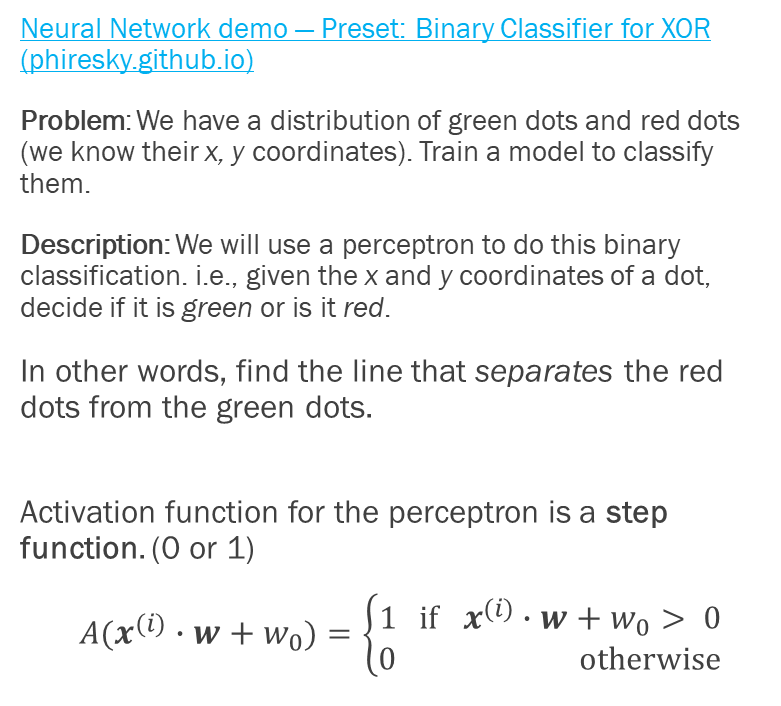 Neural Network demo — Preset: Binary Classifier for XOR
(phiresky.github.io)
Problem: We have a distribution of green dots and red dots
(we know their x, y coordinates). Train a model to classify
them.
Description: We will use a perceptron to do this binary
classification. i.e., given the x and y coordinates of a dot,
decide if it is green or is it red.
In other words, find the line that separates the red
dots from the green dots.
Activation function for the perceptron is a step
function. (0 or 1)
A(x⁽ⁱ⁾ · w + w₀) = {1 if x⁽ⁱ⁾ · w + w₀ > 0
0 otherwise